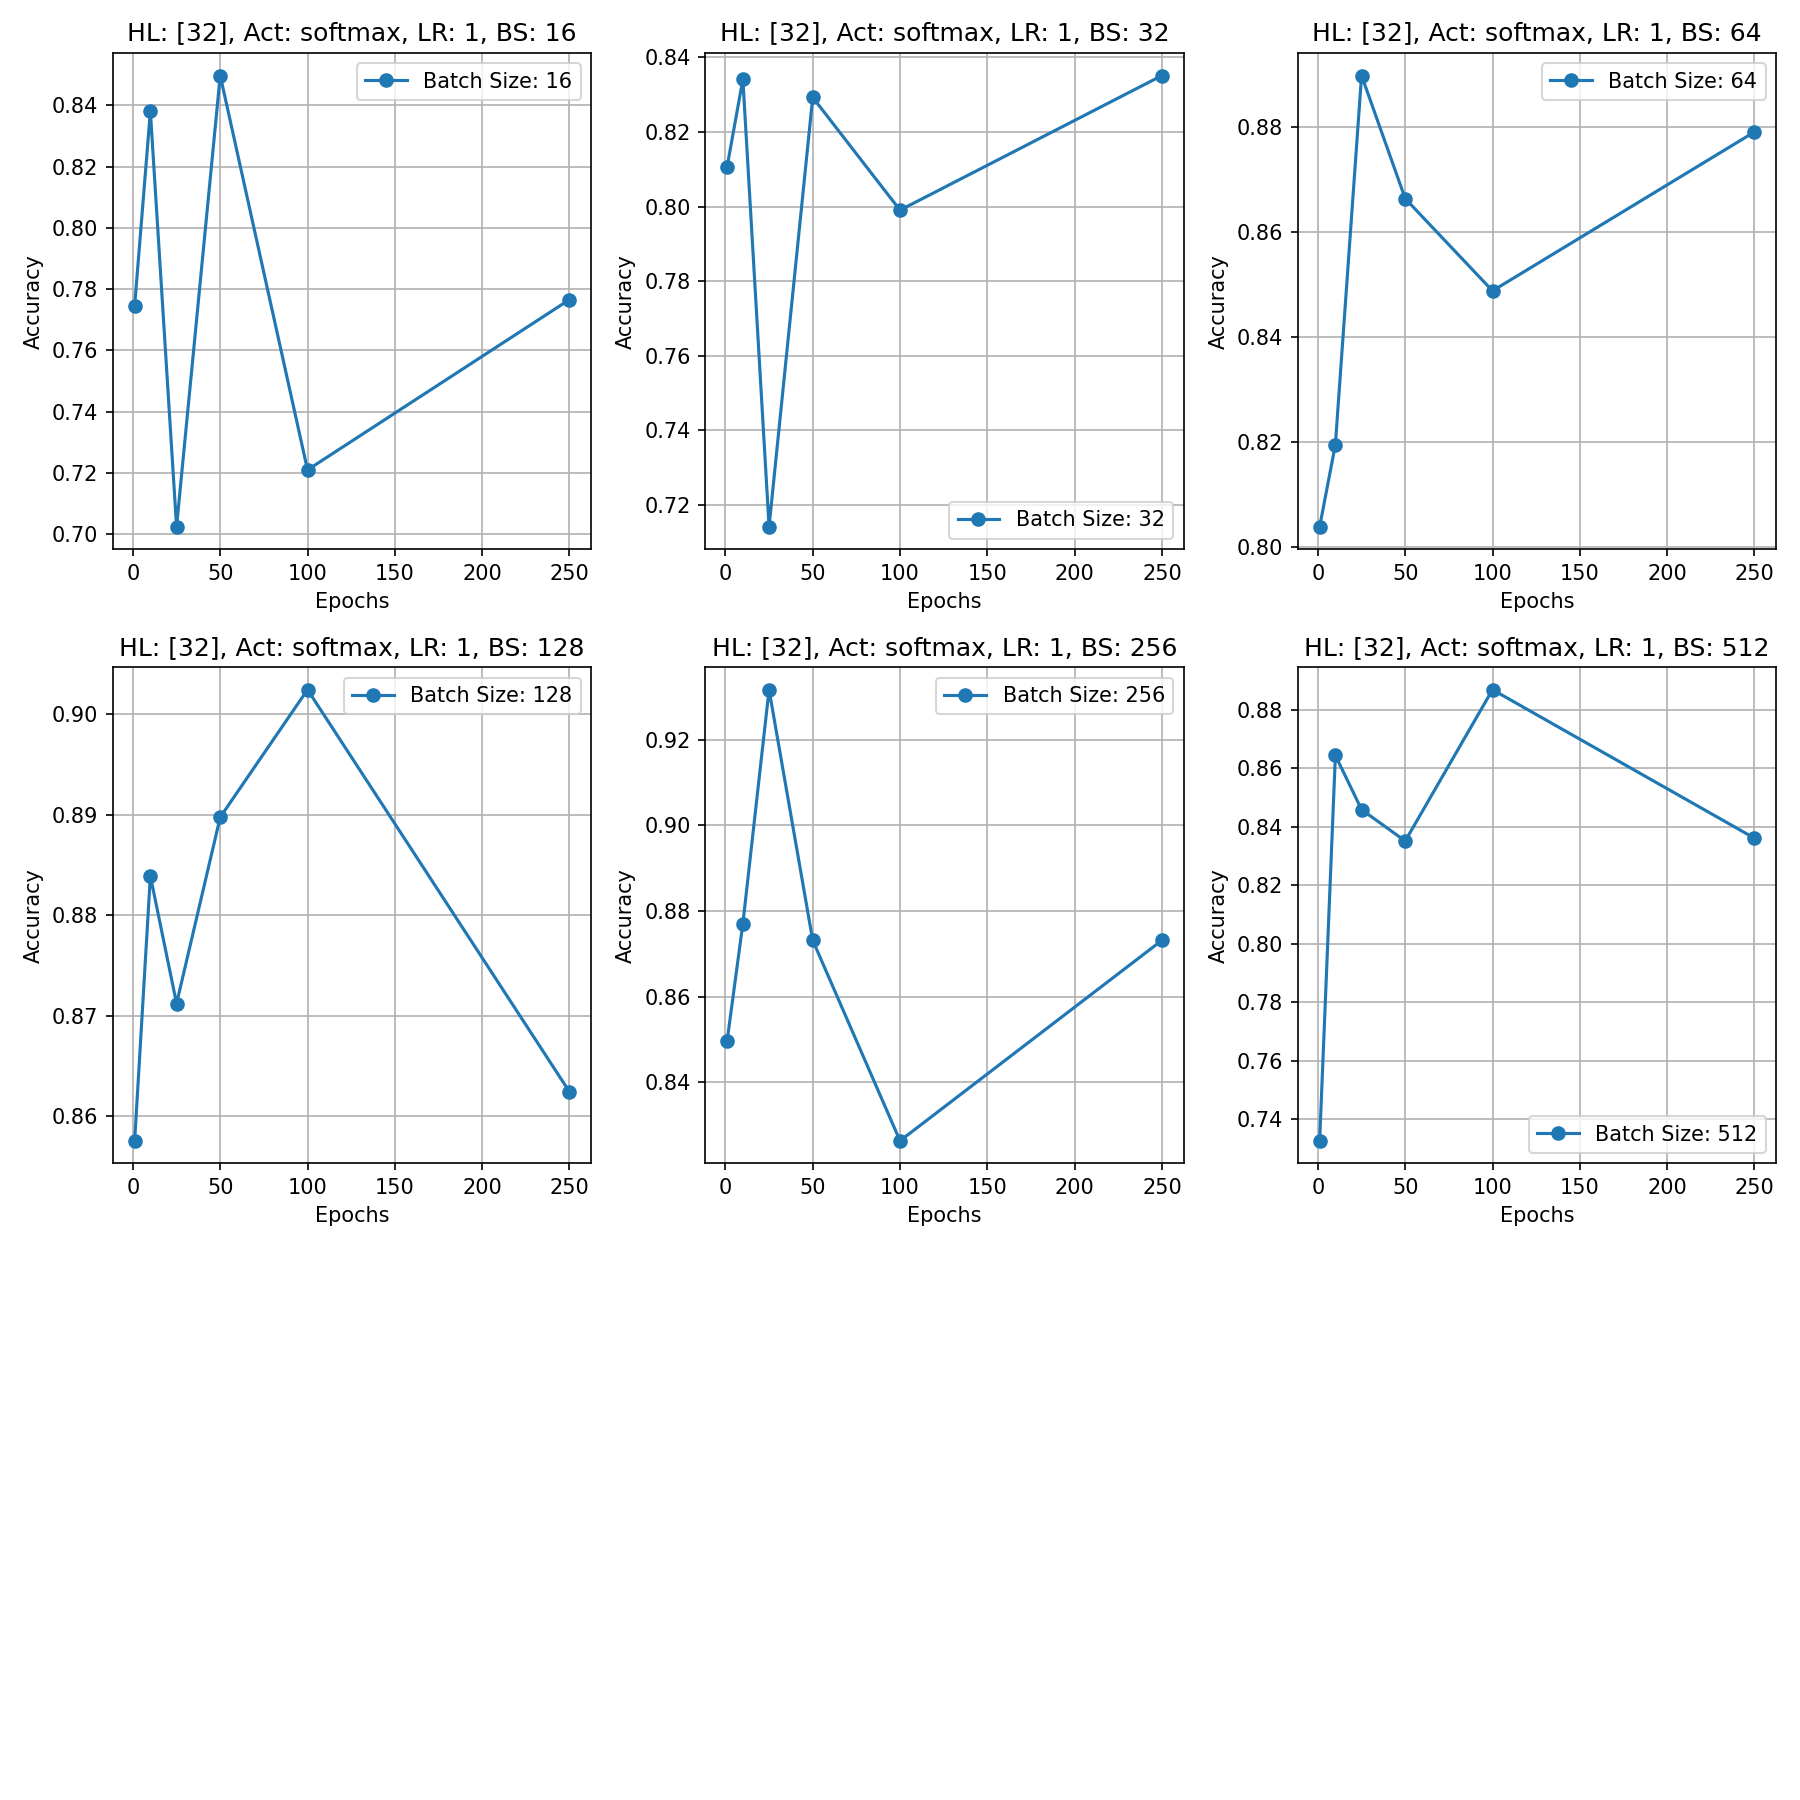 HL: [32], Act: softmax, LR: 1, BS: 16
Batch Size: 16
Accuracy
0.84
0.82
0.80
0.78
0.76
0.74
0.72
0.70
0 50 100 150 200 250
Epochs
HL: [32], Act: softmax, LR: 1, BS: 32
Accuracy
0.84
0.82
0.80
0.78
0.76
0.74
0.72
Batch Size: 32
0 50 100 150 200 250
Epochs
HL: [32], Act: softmax, LR: 1, BS: 64
Batch Size: 64
Accuracy
0.88
0.86
0.84
0.82
0.80
0 50 100 150 200 250
Epochs
HL: [32], Act: softmax, LR: 1, BS: 128
Batch Size: 128
Accuracy
0.90
0.89
0.88
0.87
0.86
0 50 100 150 200 250
Epochs
HL: [32], Act: softmax, LR: 1, BS: 256
Batch Size: 256
Accuracy
0.92
0.90
0.88
0.86
0.84
0 50 100 150 200 250
Epochs
HL: [32], Act: softmax, LR: 1, BS: 512
Accuracy
0.88
0.86
0.84
0.82
0.80
0.78
0.76
0.74
Batch Size: 512
0 50 100 150 200 250
Epochs